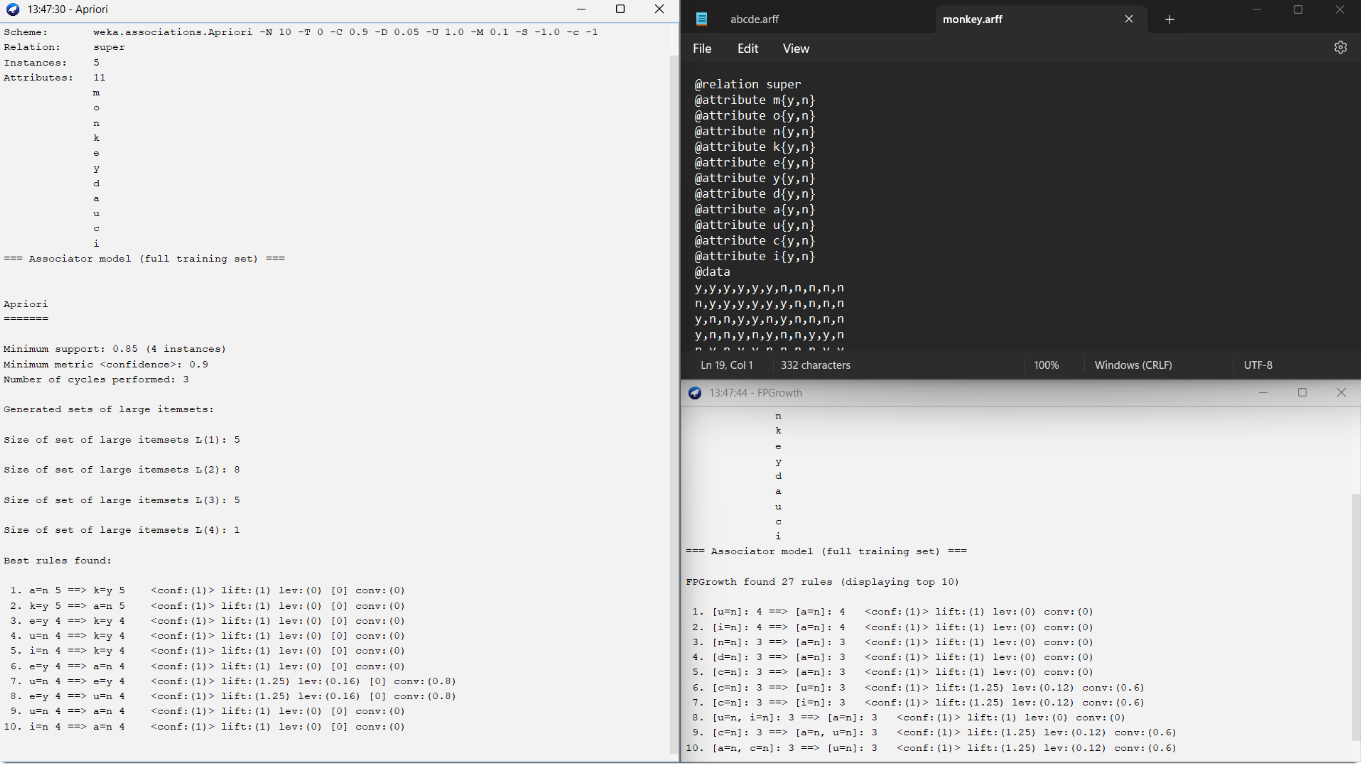 13:47:30 - Apriori
Scheme: weka.associations.Apriori -N 10 -T 0 -C 0.9 -D 0.05 -U 1.0 -M 0.1 -S -1.0 -c -1
Relation: super
Instances: 5
Attributes: 11
m
o
n
k
e
y
d
a
u
c
i
=== Associator model (full training set) ===
Apriori
=======
Minimum support: 0.85 (4 instances)
Minimum metric <confidence>: 0.9
Number of cycles performed: 3
Generated sets of large itemsets:
Size of set of large itemsets L(1): 5
Size of set of large itemsets L(2): 8
Size of set of large itemsets L(3): 5
Size of set of large itemsets L(4): 1
Best rules found:
1. a=n 5 ==> k=y 5 <conf:(1)> lift:(1) lev:(0) [0] conv:(0)
2. k=y 5 ==> a=n 5 <conf:(1)> lift:(1) lev:(0) [0] conv:(0)
3. e=y 4 ==> k=y 4 <conf:(1)> lift:(1) lev:(0) [0] conv:(0)
4. u=n 4 ==> k=y 4 <conf:(1)> lift:(1) lev:(0) [0] conv:(0)
5. i=n 4 ==> k=y 4 <conf:(1)> lift:(1) lev:(0) [0] conv:(0)
6. e=y 4 ==> a=n 4 <conf:(1)> lift:(1) lev:(0) [0] conv:(0)
7. u=n 4 ==> e=y 4 <conf:(1)> lift:(1.25) lev:(0.16) [0] conv:(0.8)
8. e=y 4 ==> u=n 4 <conf:(1)> lift:(1.25) lev:(0.16) [0] conv:(0.8)
9. u=n 4 ==> a=n 4 <conf:(1)> lift:(1) lev:(0) [0] conv:(0)
10. i=n 4 ==> a=n 4 <conf:(1)> lift:(1) lev:(0) [0] conv:(0)
abcde.arff
monkey.arff
File Edit View
@relation super
@attribute m{y,n}
@attribute o{y,n}
@attribute n{y,n}
@attribute k{y,n}
@attribute e{y,n}
@attribute y{y,n}
@attribute d{y,n}
@attribute a{y,n}
@attribute u{y,n}
@attribute c{y,n}
@attribute i{y,n}
@data
y,y,y,y,y,y,n,n,n,n,n
n,y,y,y,y,y,y,n,n,n,n
y,n,n,y,y,n,y,n,n,n,n
y,n,n,y,n,y,n,n,y,y,n
Ln 19, Col 1 332 characters 100% Windows (CRLF) UTF-8
13:47:44 - FPGrowth
n
k
e
y
d
a
u
c
i
=== Associator model (full training set) ===
FPGrowth found 27 rules (displaying top 10)
1. [u=n]: 4 ==> [a=n]: 4 <conf:(1)> lift:(1) lev:(0) conv:(0)
2. [i=n]: 4 ==> [a=n]: 4 <conf:(1)> lift:(1) lev:(0) conv:(0)
3. [n=n]: 3 ==> [a=n]: 3 <conf:(1)> lift:(1) lev:(0) conv:(0)
4. [d=n]: 3 ==> [a=n]: 3 <conf:(1)> lift:(1) lev:(0) conv:(0)
5. [c=n]: 3 ==> [a=n]: 3 <conf:(1)> lift:(1) lev:(0) conv:(0)
6. [c=n]: 3 ==> [u=n]: 3 <conf:(1)> lift:(1.25) lev:(0.12) conv:(0.6)
7. [c=n]: 3 ==> [i=n]: 3 <conf:(1)> lift:(1.25) lev:(0.12) conv:(0.6)
8. [u=n, i=n]: 3 ==> [a=n]: 3 <conf:(1)> lift:(1) lev:(0) conv:(0)
9. [c=n]: 3 ==> [a=n, u=n]: 3 <conf:(1)> lift:(1.25) lev:(0.12) conv:(0.6)
10. [a=n, c=n]: 3 ==> [u=n]: 3 <conf:(1)> lift:(1.25) lev:(0.12) conv:(0.6)